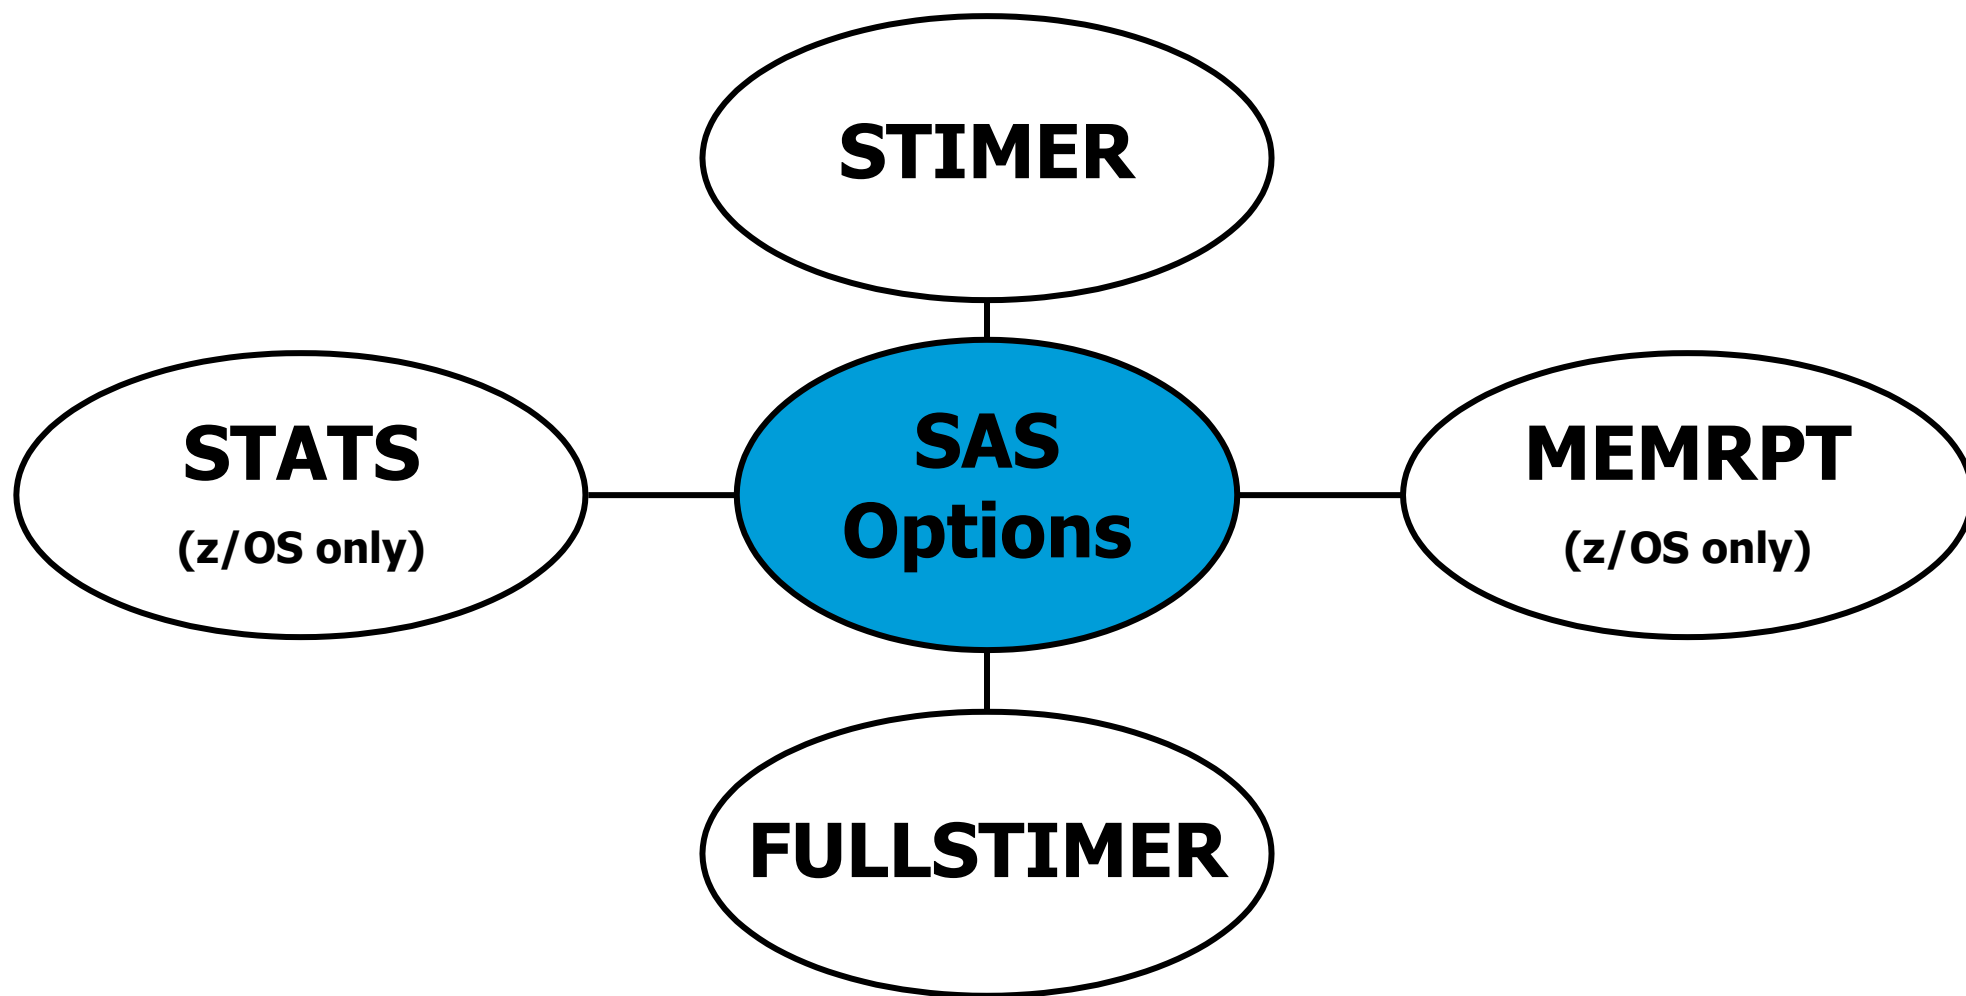 STIMER
STATS
(z/OS only)
SAS
Options
MEMRPT
(z/OS only)
FULLSTIMER